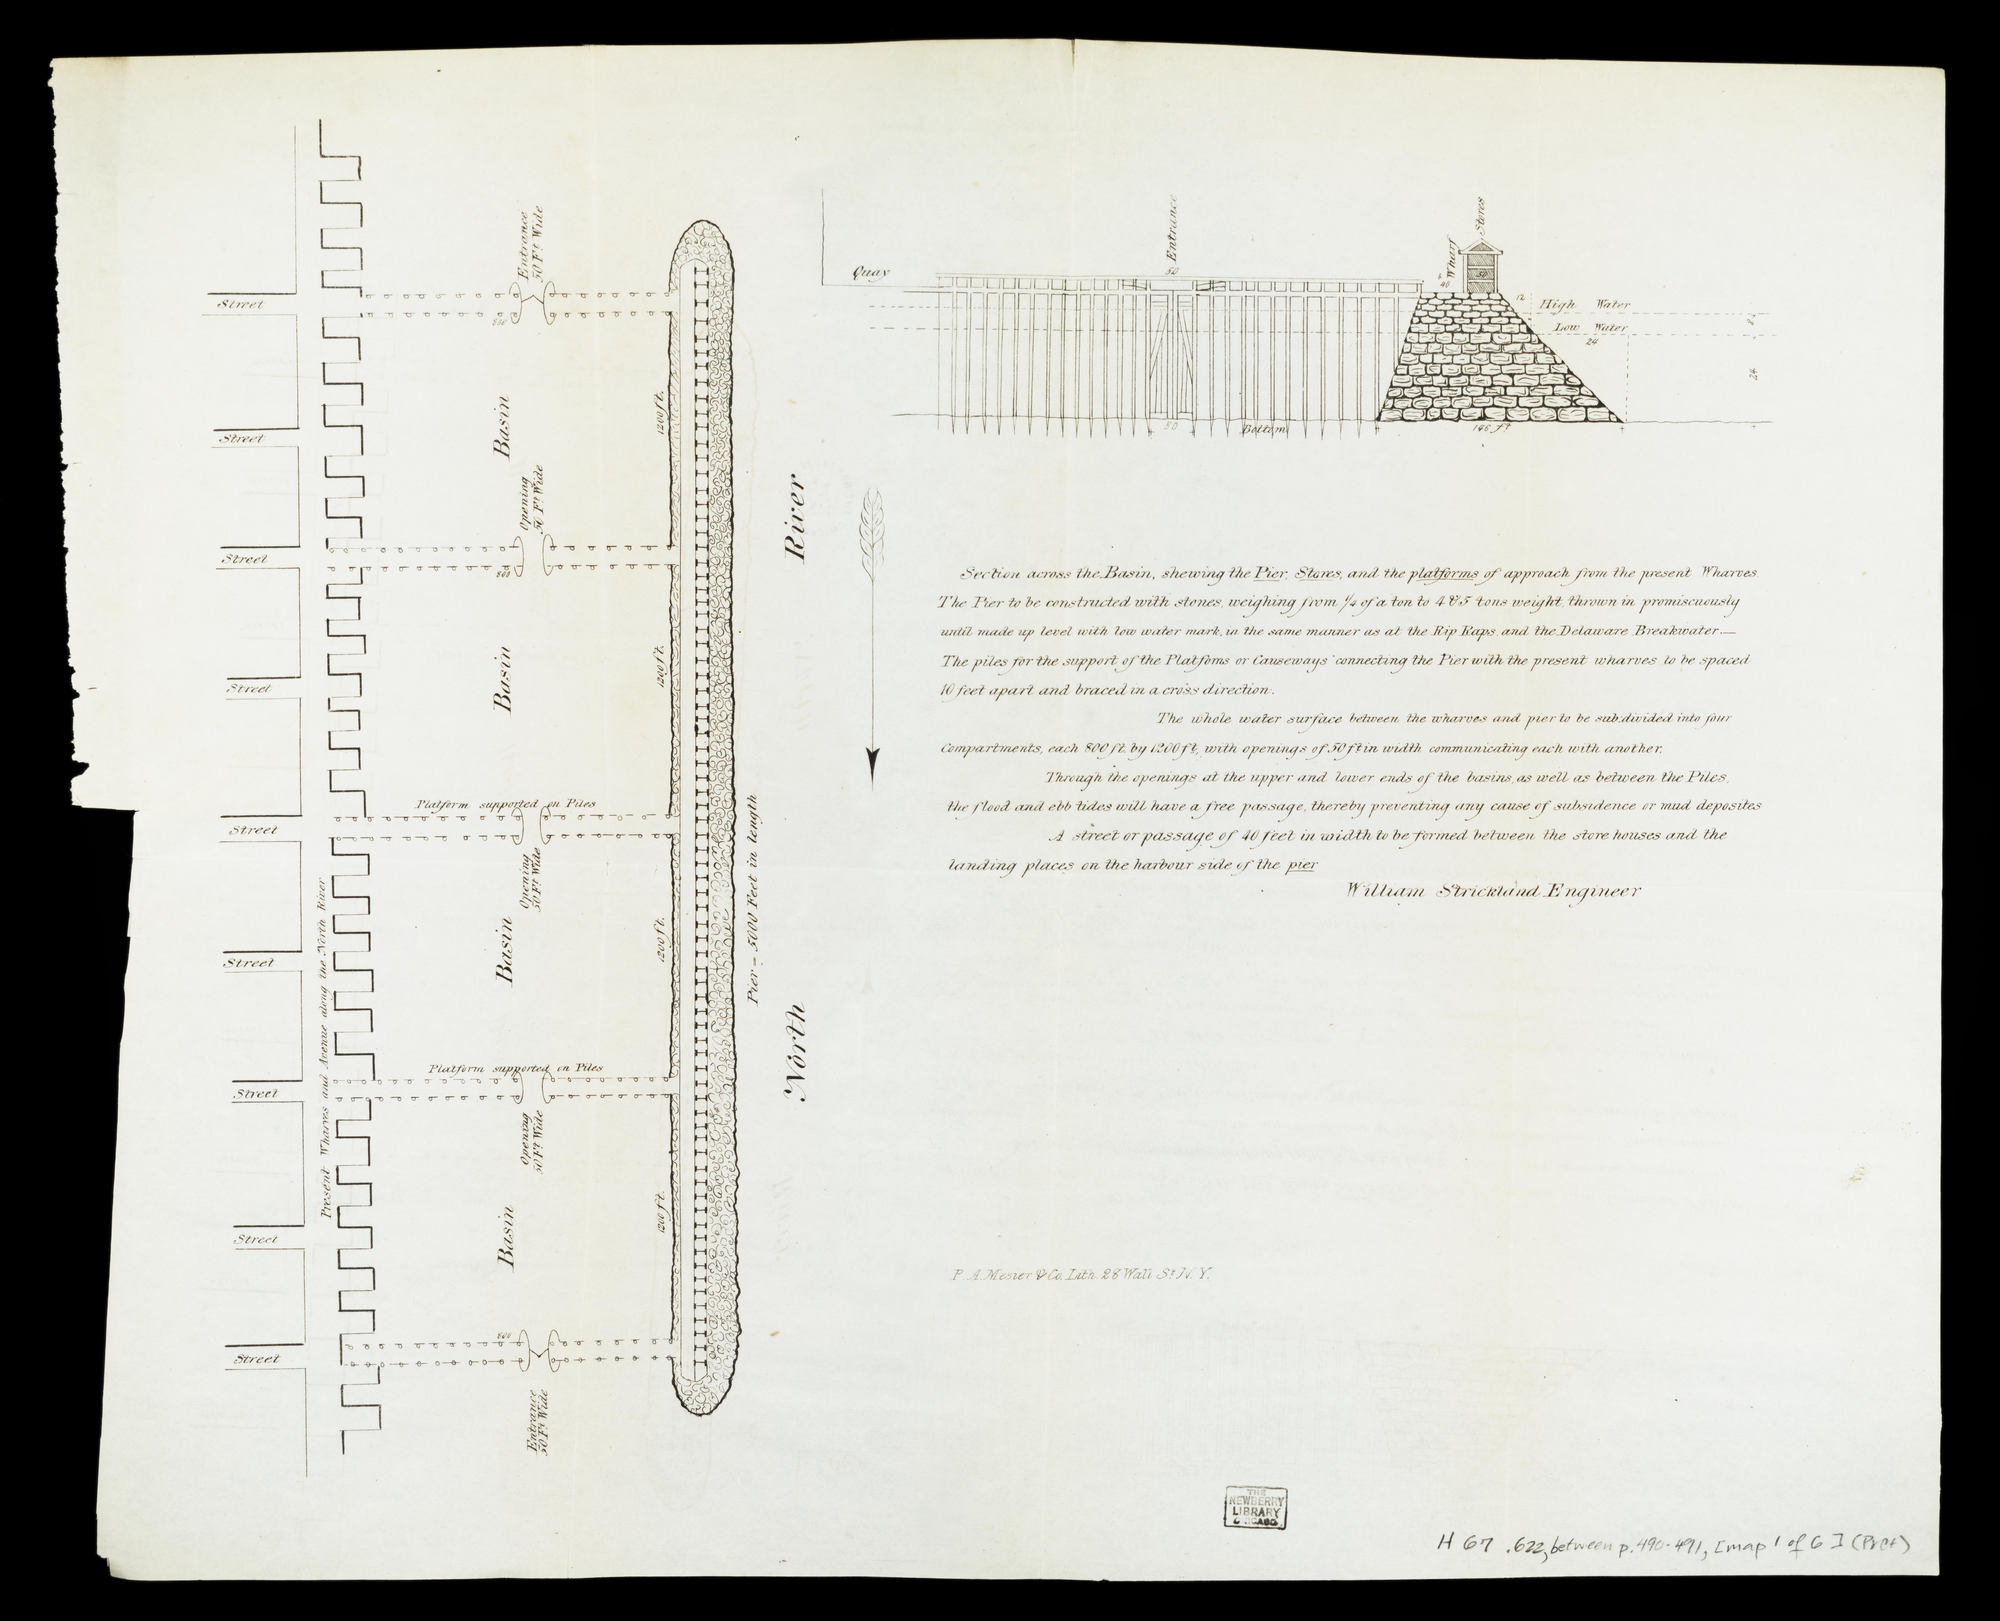 Street
Street
Street
Street
Street
Street
Street
Street
Street
Present Wharves and Avenue along the North River
Entrance
50 Ft Wide
Basin
1200 ft.
Opening
50 Ft Wide
800
Basin
1200 ft.
Platform supported on Piles
Opening
50 Ft Wide
Basin
1200 ft.
Platform supported on Piles
Opening
50 Ft Wide
Basin
1200 ft.
800
Entrance
50 Ft Wide
Pier = 5000 Feet in length
North River
Quay
Entrance
50
Wharf
40
Stores
50
12
High Water
Low Water
24
8
24
50
Bottom
146 ft
Section across the Basin, shewing the Pier, Stores, and the platforms of approach from the present Wharves.
The Pier to be constructed with stones, weighing from 1/4 of a ton to 4 & 5 tons weight, thrown in promiscuously
until made up level with low water mark, in the same manner as at the Rip Raps, and the Delaware Breakwater.—
The piles for the support of the Platfoms or Causeways connecting the Pier with the present wharves to be spaced
10 feet apart and braced in a cross direction.
The whole water surface between the wharves and pier to be subdivided into four
Compartments, each 800 ft. by 1200 ft, with openings of 50 ft in width communicating each with another.
Through the openings at the upper and lower ends of the basins, as well as between the Piles,
the flood and ebb tides will have a free passage, thereby preventing any cause of subsidence or mud deposites
A street or passage of 40 feet in width to be formed between the store houses and the
landing places on the harbour side of the pier
William Strickland Engineer
P. A. Mesier & Co. Lith. 28 Wall St N. Y.
THE
NEWBERRY
LIBRARY
CHICAGO
H 67 .622, between p. 490-491, [map 1 of 6] (Pr Ct)